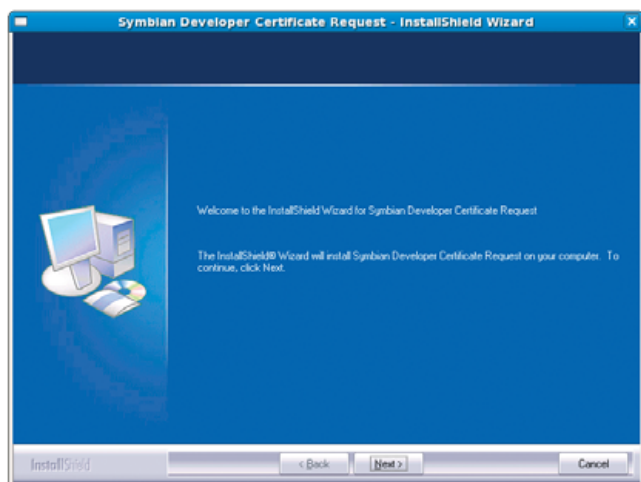 Symbian Developer Certificate Request - InstallShield Wizard
Welcome to the InstallShield Wizard for Symbian Developer Certificate Request
The InstallShield® Wizard will install Symbian Developer Certificate Request on your computer. To
continue, click Next.
InstallShield
< Back
Next >
Cancel